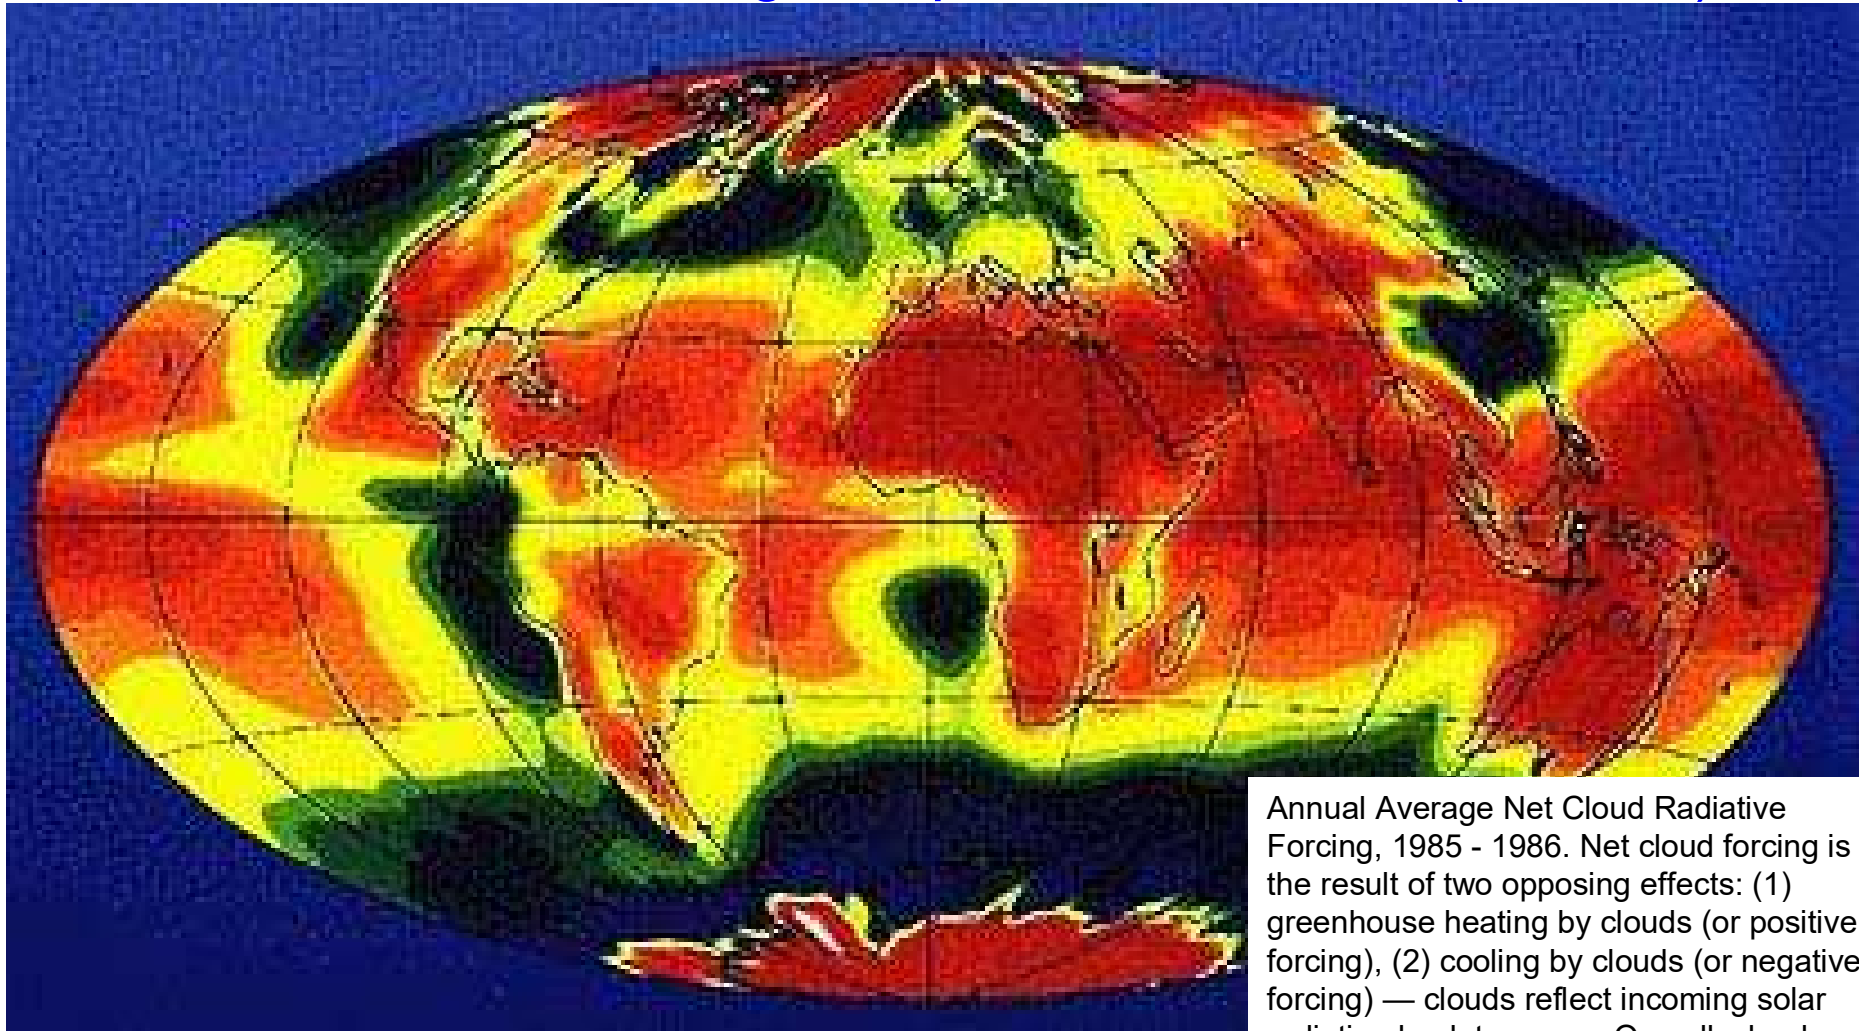 Annual Average Net Cloud Radiative
Forcing, 1985 - 1986. Net cloud forcing is
the result of two opposing effects: (1)
greenhouse heating by clouds (or positive
forcing), (2) cooling by clouds (or negative
forcing) — clouds reflect incoming solar